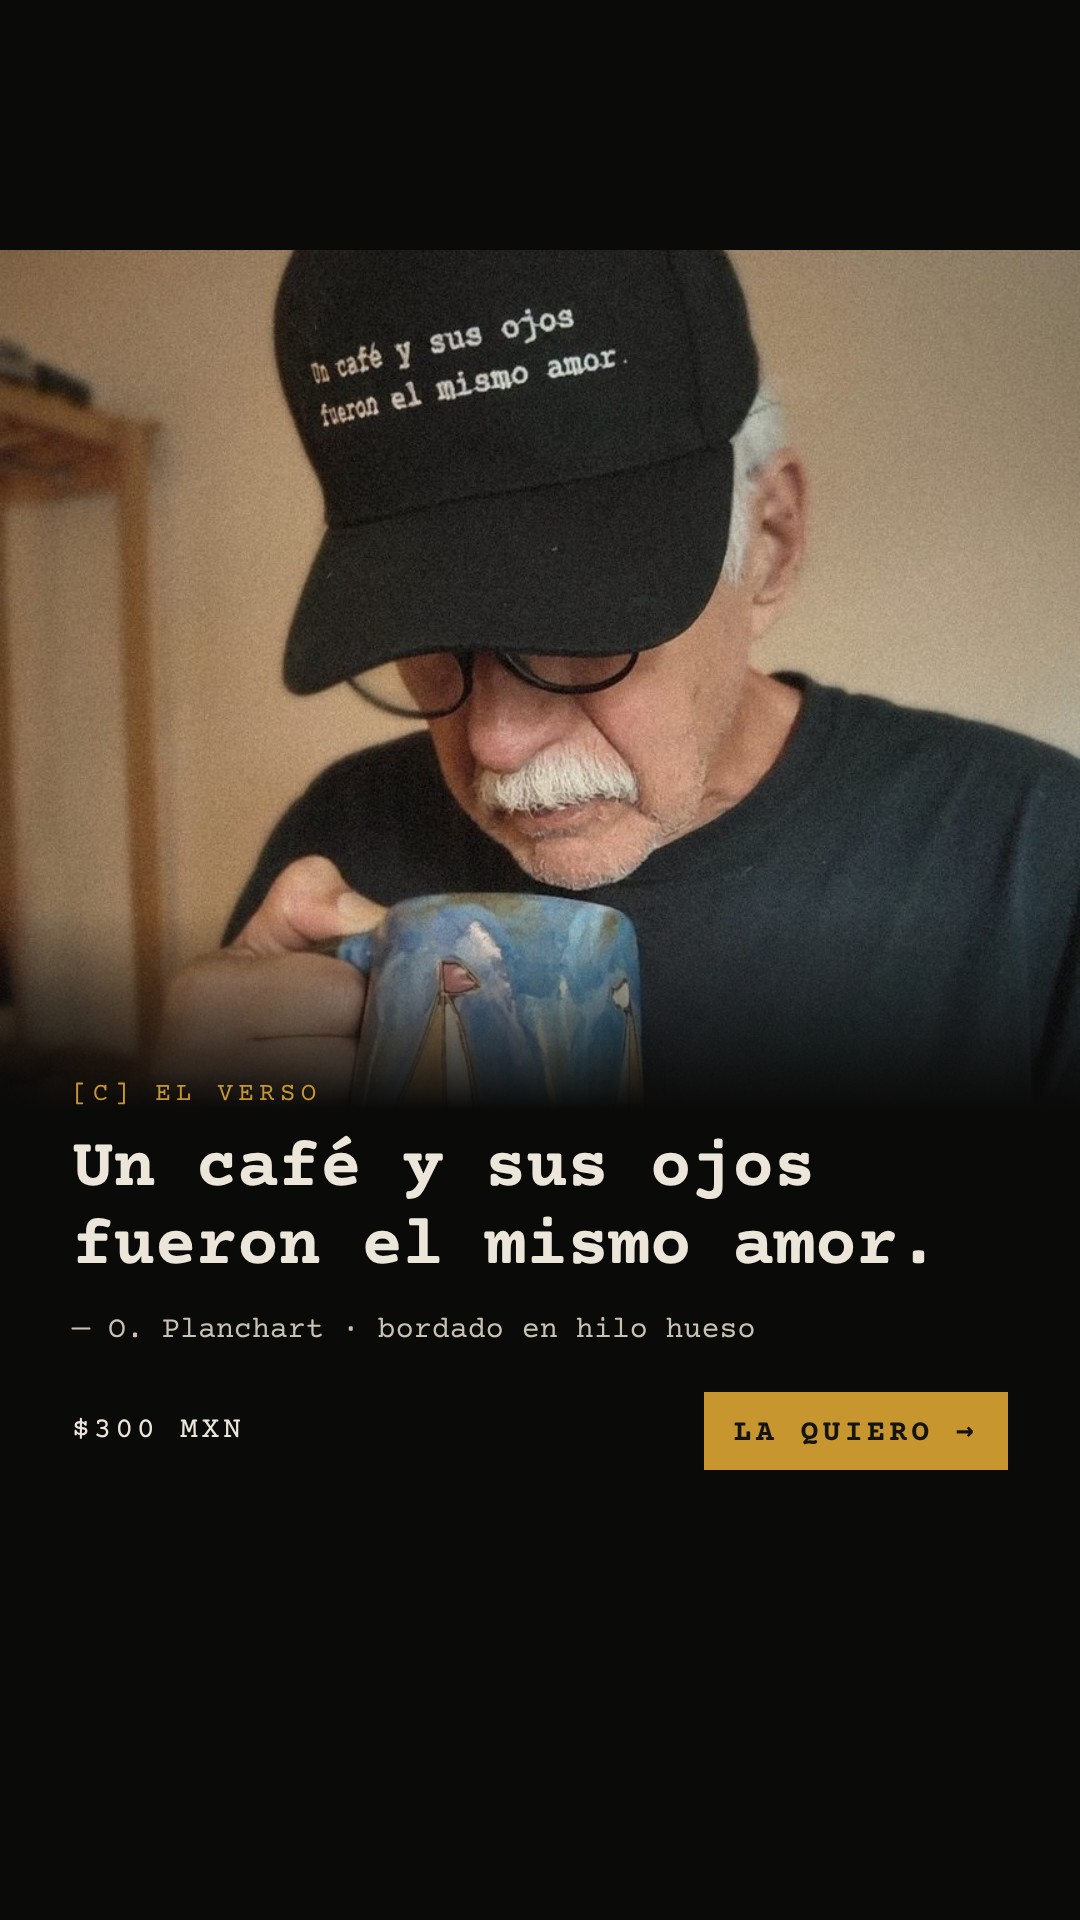 Un café y sus ojos
fueron el mismo amor.
[C] EL VERSO
Un café y sus ojos
fueron el mismo amor.
— O. Planchart · bordado en hilo hueso
$300 MXN
LA QUIERO →